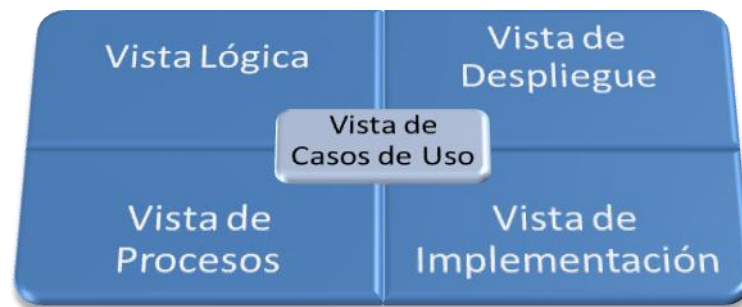 Vista Lógica
Vista de
Despliegue
Vista de
Casos de Uso
Vista de
Procesos
Vista de
Implementación